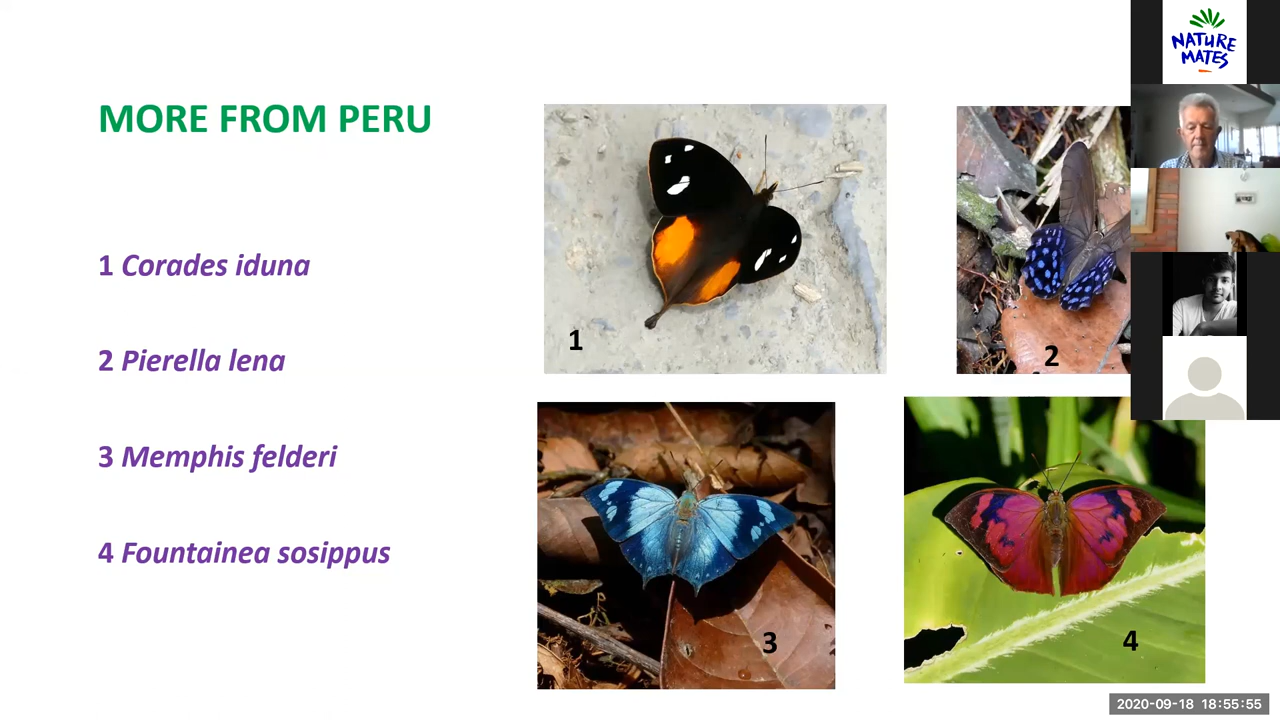 MORE FROM PERU
1 Corades iduna
2 Pierella lena
3 Memphis felderi
4 Fountainea sosippus
1
2
3
4
NATURE
MATES
2020-09-18 18:55:55